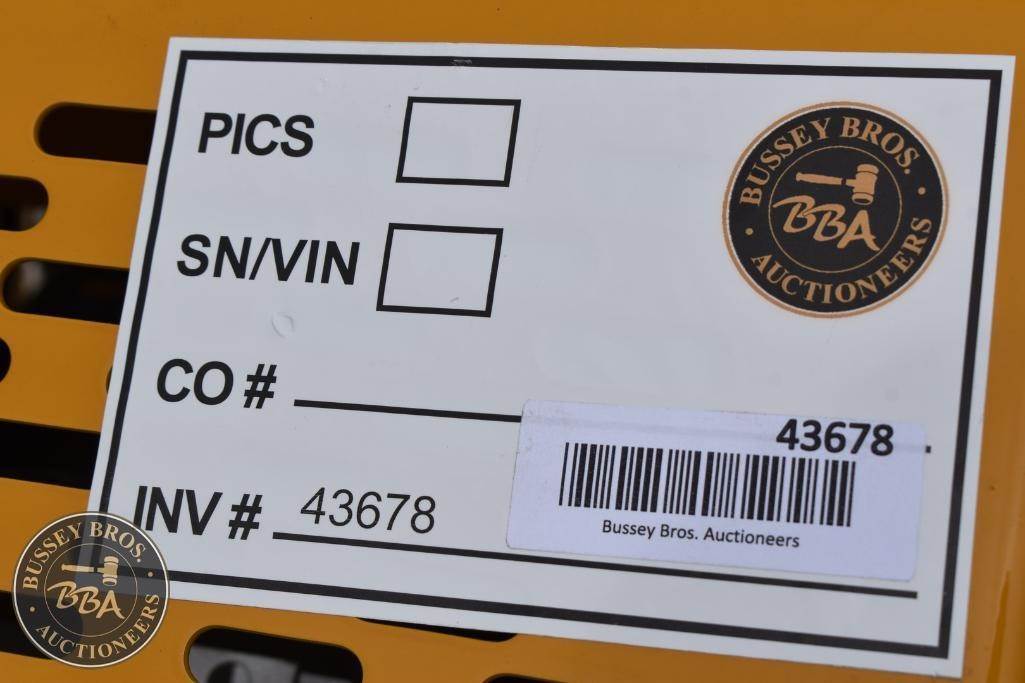 PICS
BUSSEY BROS.
BBA
AUCTIONEERS
SN/VIN
CO #
43678
Bussey Bros. Auctioneers
INV # 43678
BUSSEY BROS.
BBA
AUCTIONEERS